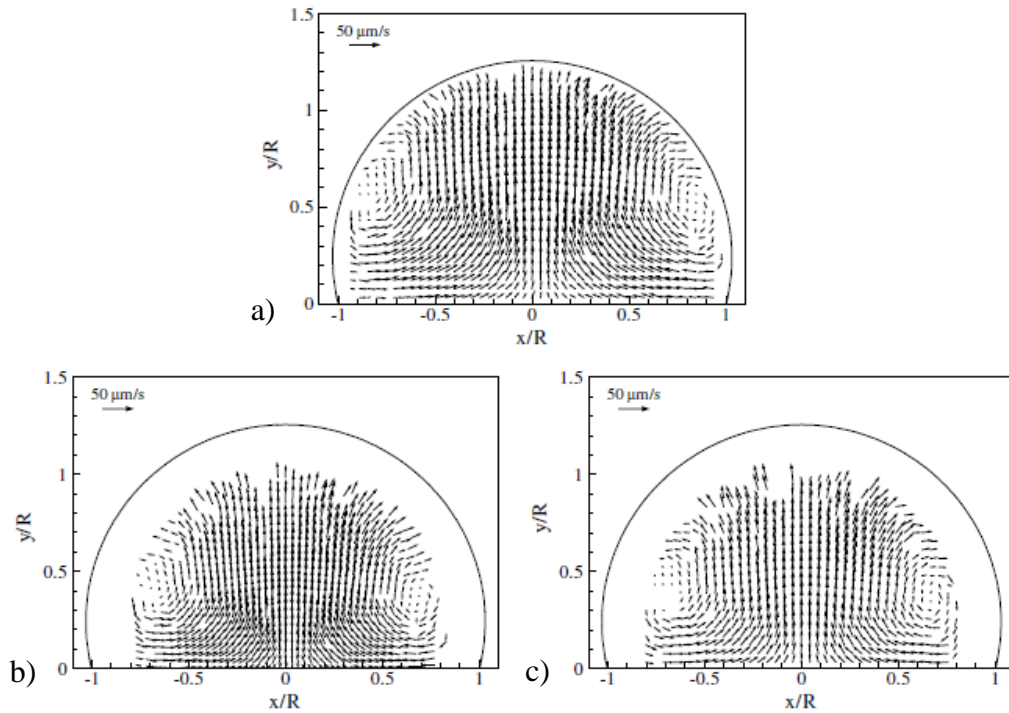 1.5
50 μm/s
1
y/R
0.5
0
-1 -0.5 0 0.5 1
x/R
a)
1.5 1.5
50 μm/s 50 μm/s
1 1
y/R y/R
0.5 0.5
0 0
b) c)
-1 -0.5 0 0.5 1 -1 -0.5 0 0.5 1
x/R x/R